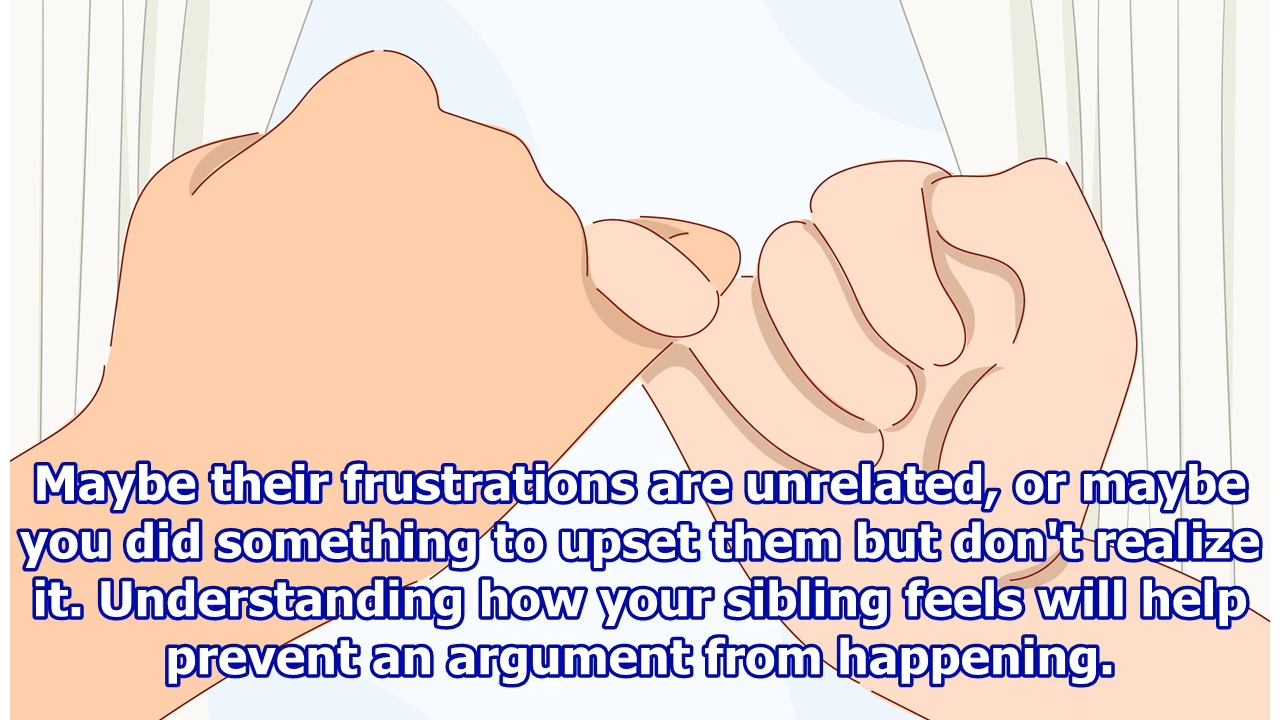 Maybe their frustrations are unrelated, or maybe
you did something to upset them but don't realize
it. Understanding how your sibling feels will help
prevent an argument from happening.